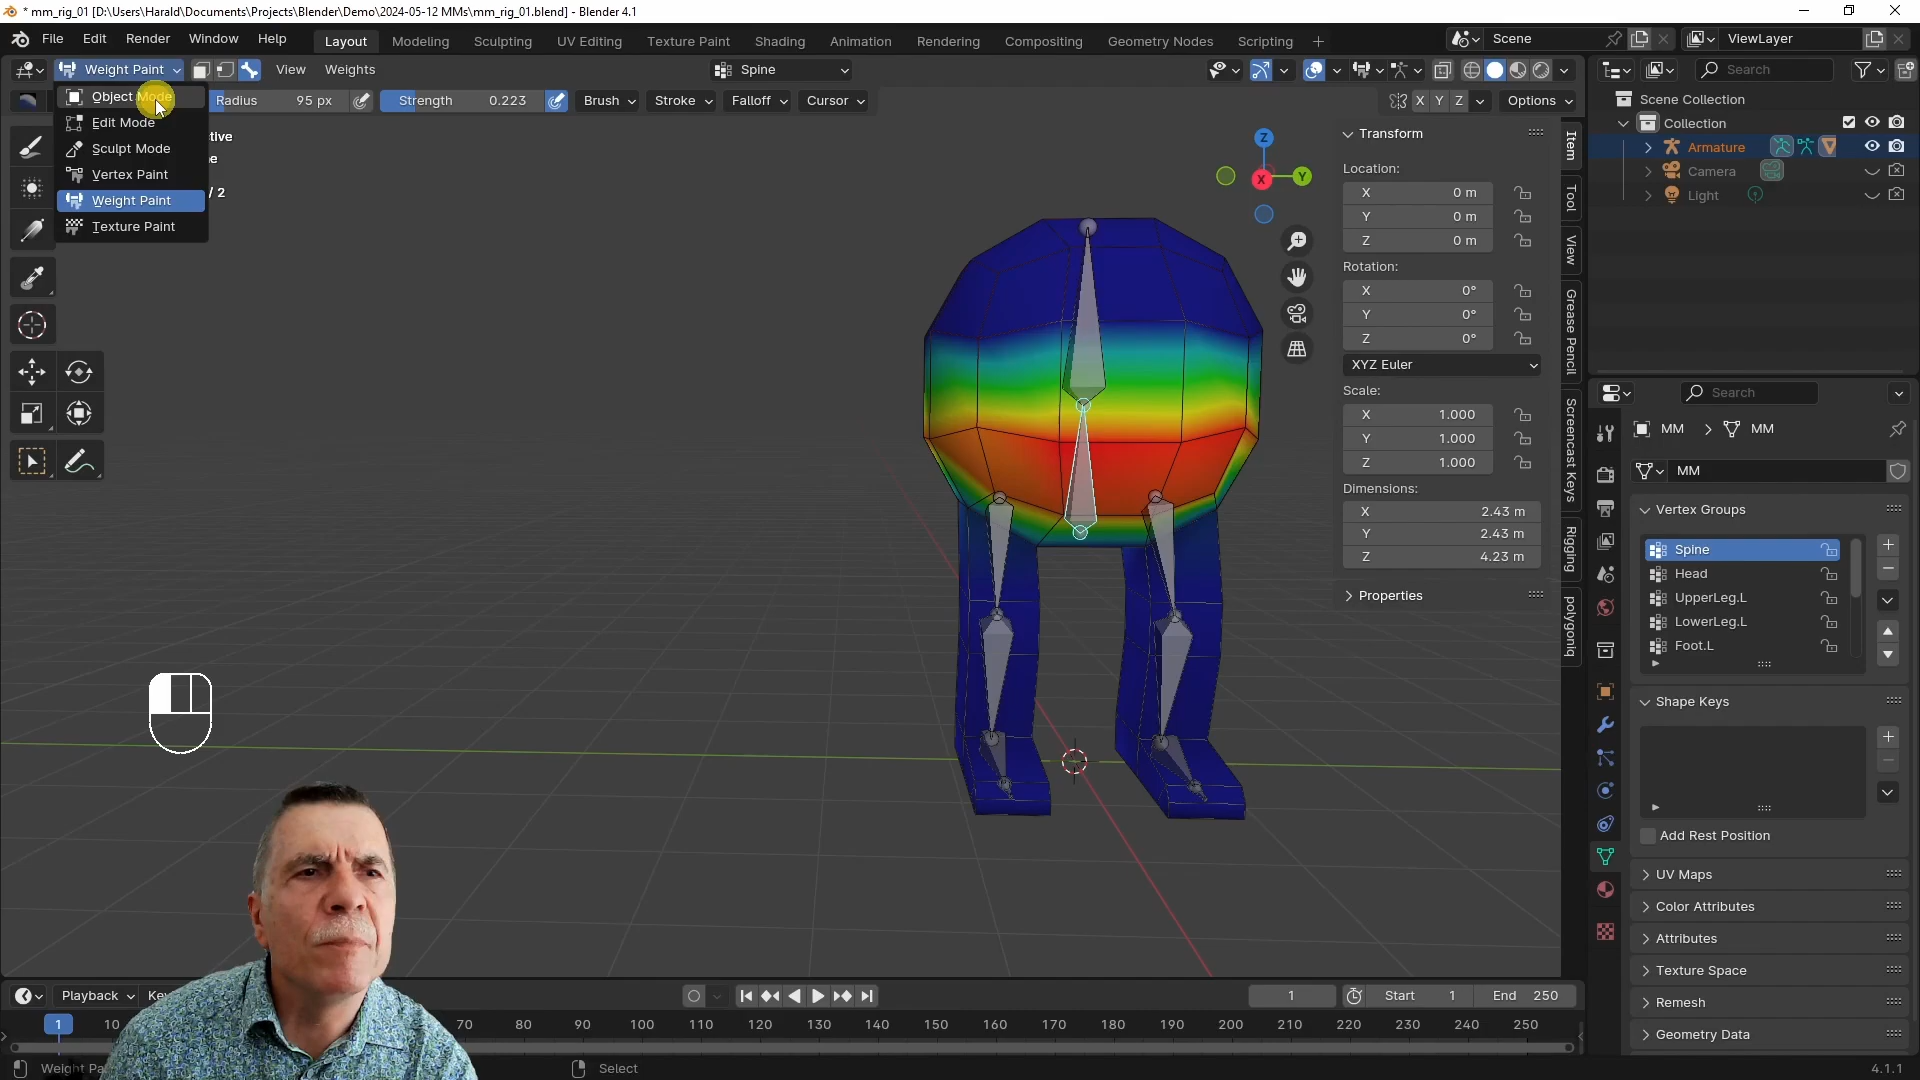 * mm_rig_01 [D:\Users\Harald\Documents\Projects\Blender\Demo\2024-05-12 MMs\mm_rig_01.blend] - Blender 4.1
File Edit Render Window Help
Layout Modeling Sculpting UV Editing Texture Paint Shading Animation Rendering Compositing Geometry Nodes Scripting +
Scene
ViewLayer
Weight Paint
View Weights
Spine
Object Mode
Edit Mode
Sculpt Mode
Vertex Paint
Weight Paint
Texture Paint
Radius 95 px
Strength 0.223
Brush Stroke Falloff Cursor
X Y Z
Options
/ 2
Z
X
Y
Transform
Location:
X 0 m
Y 0 m
Z 0 m
Rotation:
X 0°
Y 0°
Z 0°
XYZ Euler
Scale:
X 1.000
Y 1.000
Z 1.000
Dimensions:
X 2.43 m
Y 2.43 m
Z 4.23 m
Properties
Item
Tool
View
Grease Pencil
Screencast Keys
Rigging
polygoniq
Search
Scene Collection
Collection
Armature
Camera
Light
Search
MM > MM
MM
Vertex Groups
Spine
Head
UpperLeg.L
LowerLeg.L
Foot.L
Shape Keys
Add Rest Position
UV Maps
Color Attributes
Attributes
Texture Space
Remesh
Geometry Data
Playback
1
Start 1
End 250
1 10 70 80 90 100 110 120 130 140 150 160 170 180 190 200 210 220 230 240 250
Select
4.1.1